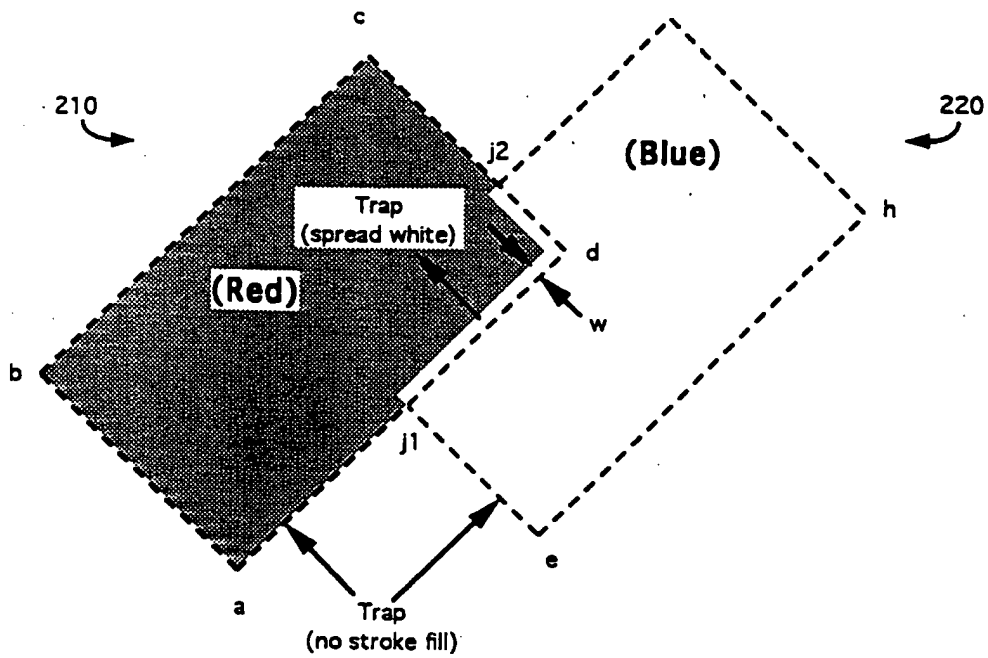 c
210
220
j2
(Blue)
Trap
(spread white)
h
d
(Red)
w
b
j1
e
a
Trap
(no stroke fill)